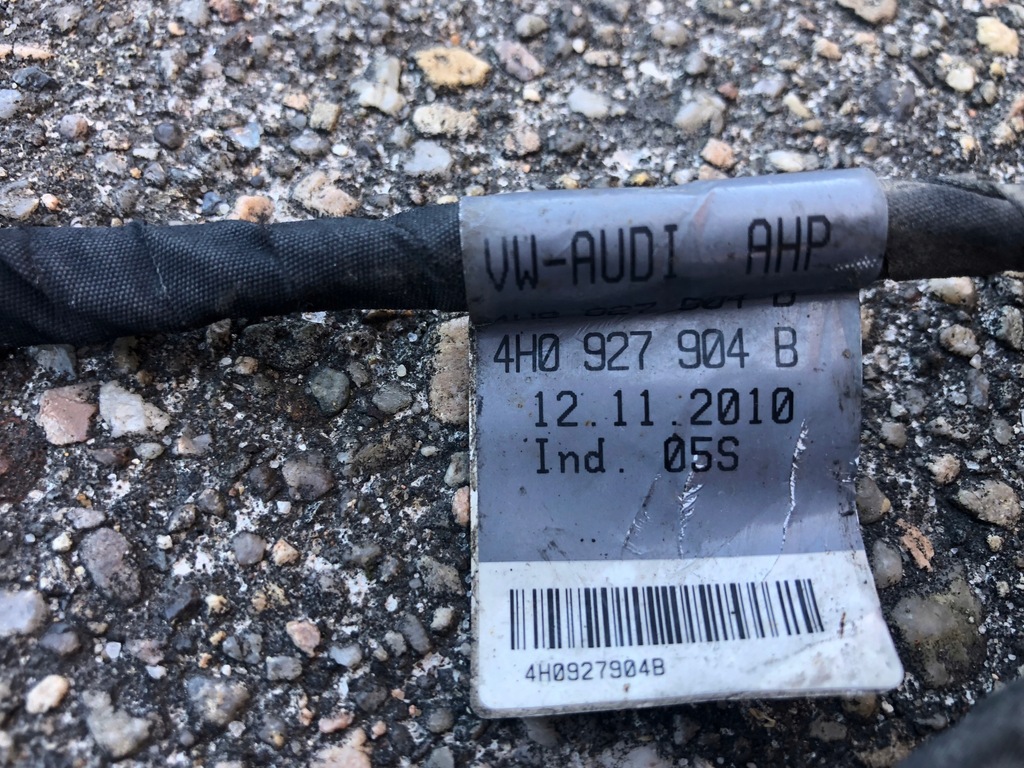 VW-AUDI AHP
4H0 927 904 B
12.11.2010
Ind. 05S
4H0927904B